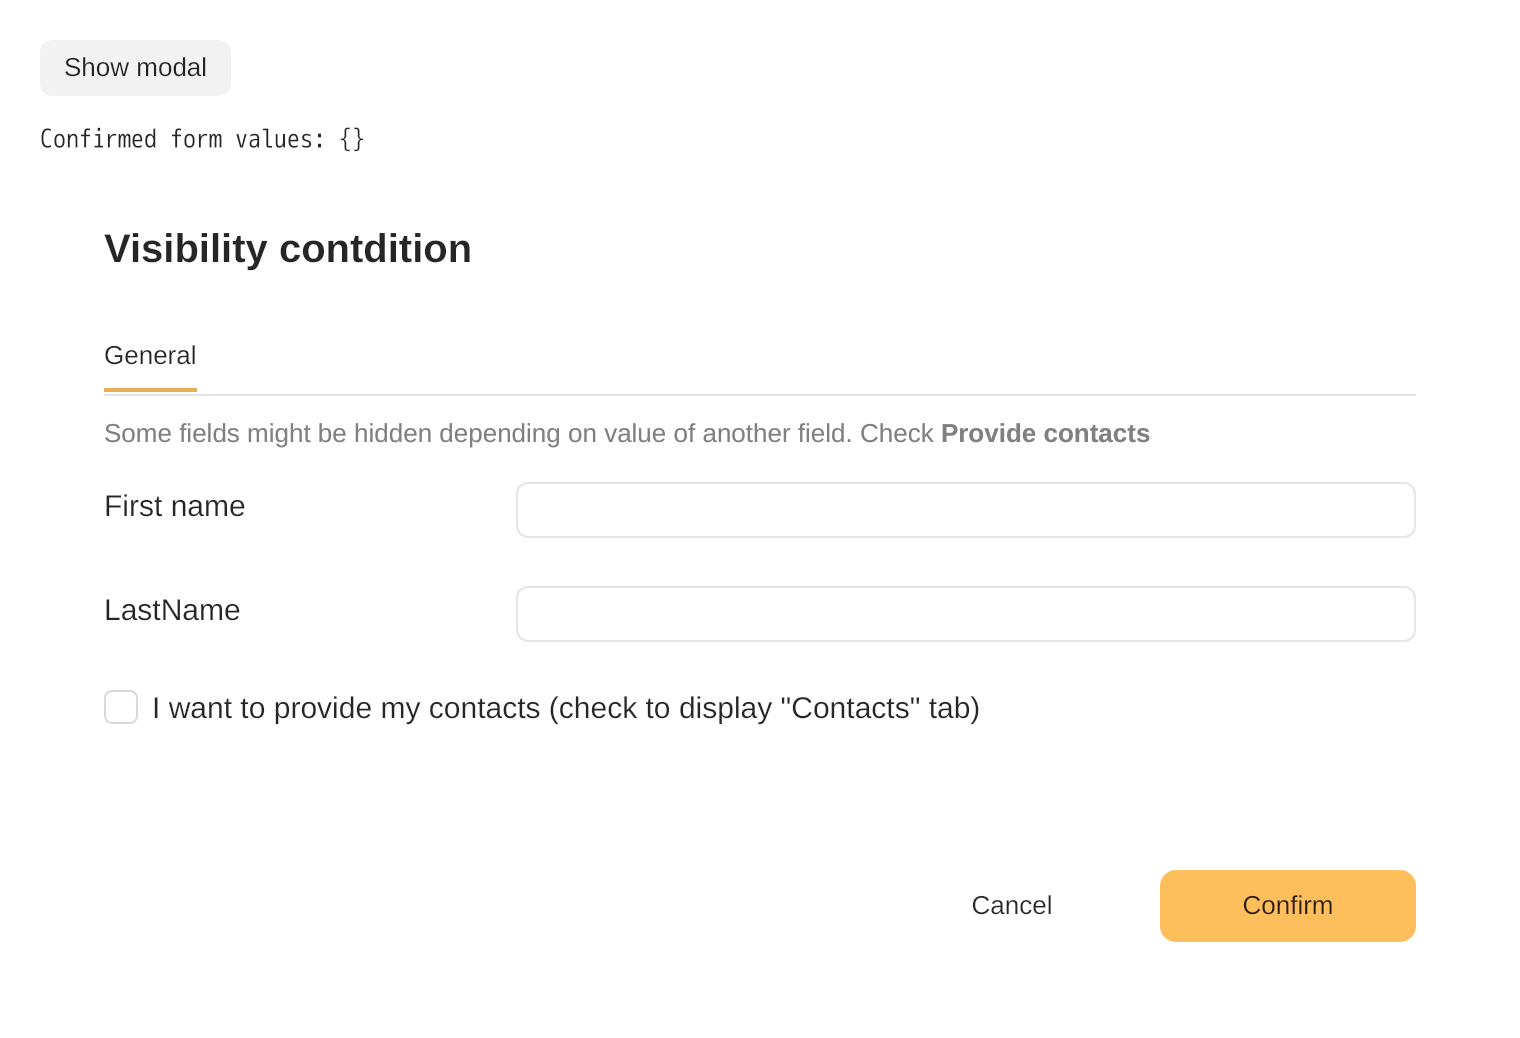 Show modal
Confirmed form values: {}
Visibility contdition
General
Some fields might be hidden depending on value of another field. Check Provide contacts
First name
LastName
I want to provide my contacts (check to display "Contacts" tab)
Cancel
Confirm